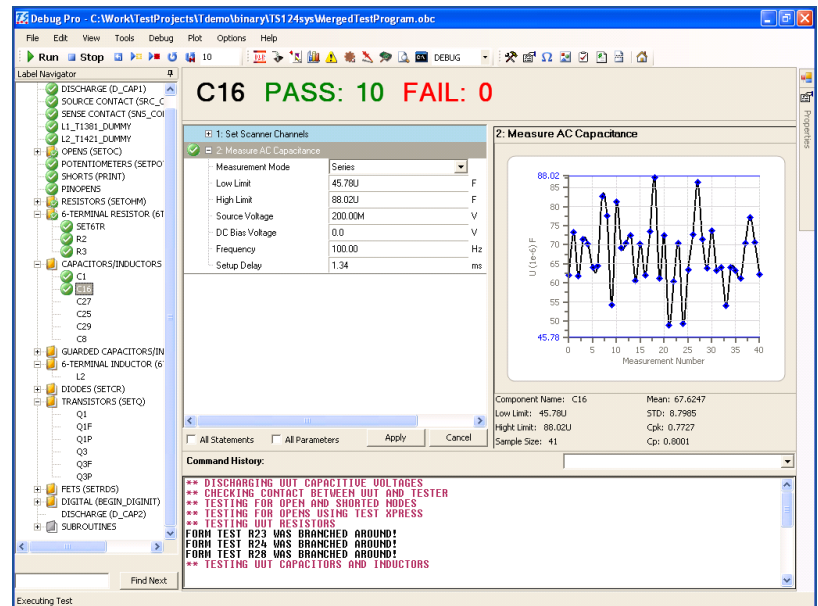 Debug Pro - C:\Work\TestProjects\Tdemo\binary\TS124sys\MergedTestProgram.obc
File Edit View Tools Debug Plot Options Help
Run Stop 10 DEBUG
Label Navigator
DISCHARGE (D_CAP1)
SOURCE CONTACT (SRC_C
SENSE CONTACT (SNS_CO
L1_T1381_DUMMY
L2_T1421_DUMMY
OPENS (SETOC)
POTENTIOMETERS (SETPO
SHORTS (PRINT)
PINOPENS
RESISTORS (SETOHM)
6-TERMINAL RESISTOR (6T
SET6TR
R2
R3
CAPACITORS/INDUCTORS
C1
C16
C27
C25
C29
C8
GUARDED CAPACITORS/IN
6-TERMINAL INDUCTOR (6
L2
DIODES (SETCR)
TRANSISTORS (SETQ)
Q1
Q1F
Q1P
Q3
Q3F
Q3P
FETS (SETRDS)
DIGITAL (BEGIN_DIGINIT)
DISCHARGE (D_CAP2)
SUBROUTINES
Find Next
Executing Test
C16 PASS: 10 FAIL: 0
1: Set Scanner Channels
2: Measure AC Capacitance
Measurement Mode Series
Low Limit 45.78U F
High Limit 88.02U F
Source Voltage 200.00M V
DC Bias Voltage 0.0 V
Frequency 100.00 Hz
Setup Delay 1.34 ms
All Statements All Parameters Apply Cancel
2: Measure AC Capacitance
88.02
85
80
75
70
65
60
55
50
45.78
U (1e-6) F
0 5 10 15 20 25 30 35 40
Measurement Number
Component Name: C16 Mean: 67.6247
Low Limit: 45.78U STD: 8.7985
Hight Limit: 88.02U Cpk: 0.7727
Sample Size: 41 Cp: 0.8001
Properties
Command History:
** DISCHARGING UUT CAPACITIVE VOLTAGES
** CHECKING CONTACT BETWEEN UUT AND TESTER
** TESTING FOR OPEN AND SHORTED NODES
** TESTING FOR OPENS USING TEST XPRESS
** TESTING UUT RESISTORS
FORM TEST R23 WAS BRANCHED AROUND!
FORM TEST R24 WAS BRANCHED AROUND!
FORM TEST R28 WAS BRANCHED AROUND!
** TESTING UUT CAPACITORS AND INDUCTORS